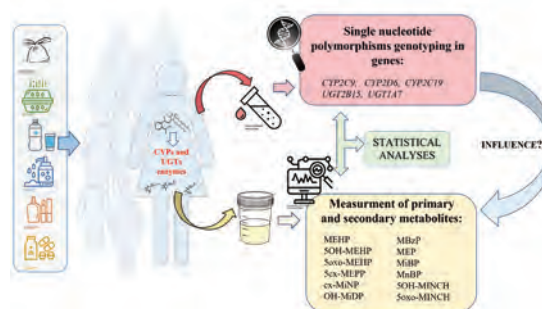 Single nucleotide
polymorphisms genotyping in
genes:
CYP2C9, CYP2D6, CYP2C19
UGT2B15, UGT1A7
CYPs and
UGTs
enzymes
STATISTICAL
ANALYSES
INFLUENCE?
Measurment of primary
and secondary metabolites:
MEHP
5OH-MEHP
5oxo-MEHP
5cx-MEPP
cx-MiNP
OH-MiDP
MBzP
MEP
MiBP
MnBP
5OH-MINCH
5oxo-MINCH